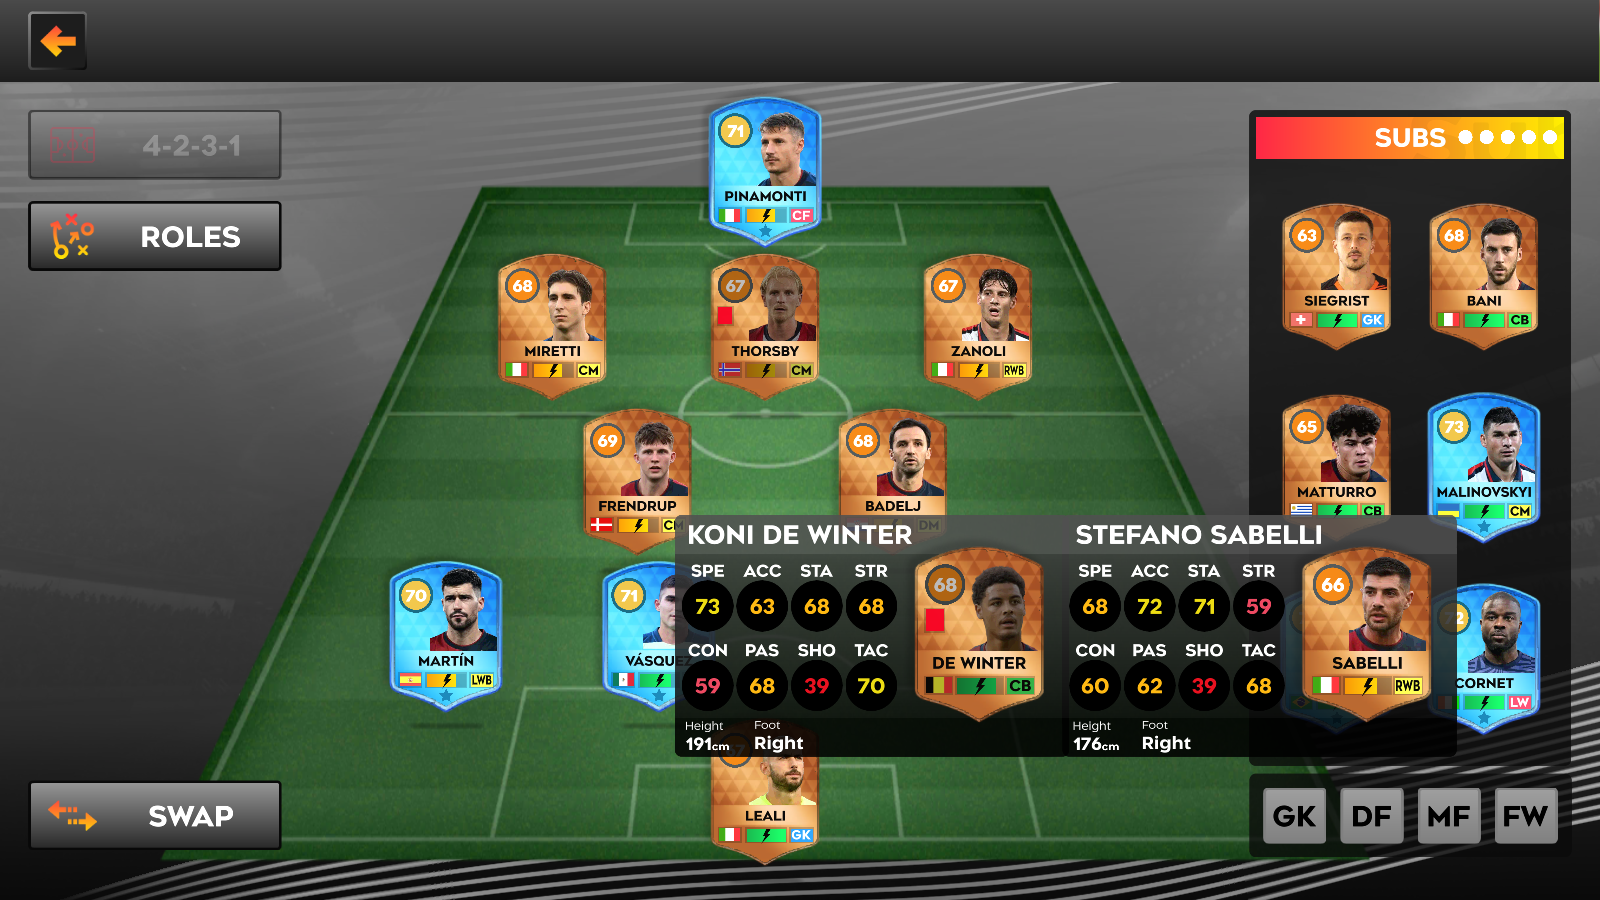 4-2-3-1
ROLES
SWAP
71
PINAMONTI
CF
68
MIRETTI
CM
67
THORSBY
CM
67
ZANOLI
RWB
69
FRENDRUP
CM
68
BADELJ
DM
70
MARTÍN
LWB
71
VÁSQUEZ
LEALI
GK
KONI DE WINTER
SPE ACC STA STR
73 63 68 68
CON PAS SHO TAC
59 68 39 70
Height Foot
191cm Right
68
DE WINTER
CB
STEFANO SABELLI
SPE ACC STA STR
68 72 71 59
CON PAS SHO TAC
60 62 39 68
Height Foot
176cm Right
66
SABELLI
RWB
SUBS
63
SIEGRIST
GK
68
BANI
CB
65
MATTURRO
CB
73
MALINOVSKYI
CM
CORNET
LW
GK DF MF FW